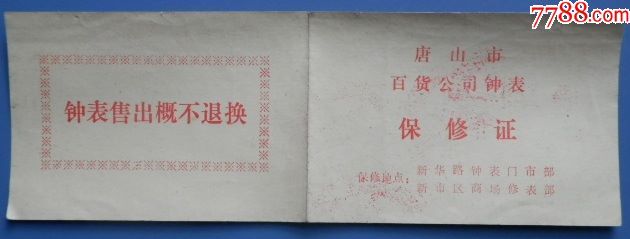 7788.com
钟表售出概不退换
唐山市
百货公司钟表
保修证
保修地点：
新华路钟表门市部
新市区商场修表部